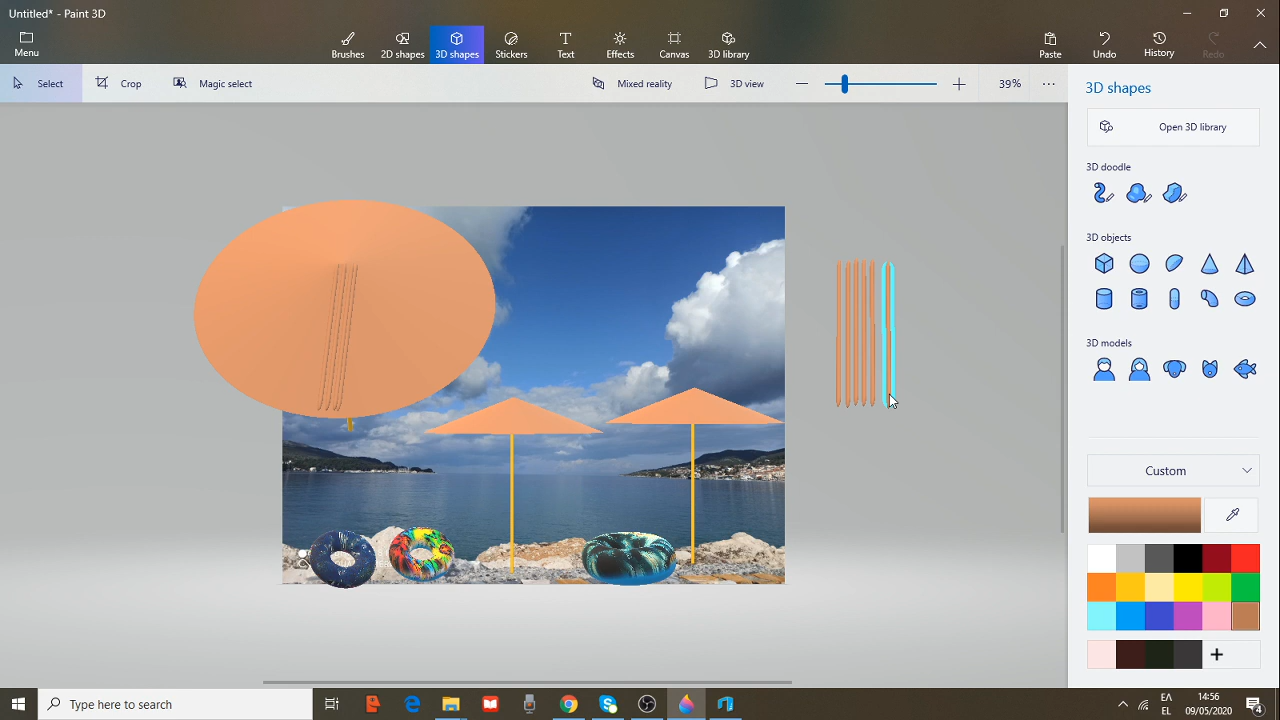 Untitled* - Paint 3D
Menu
Brushes
2D shapes
3D shapes
Stickers
Text
Effects
Canvas
3D library
Paste
Undo
History
Redo
Select
Crop
Magic select
Mixed reality
3D view
39%
3D shapes
Open 3D library
3D doodle
3D objects
3D models
Custom
Type here to search
ΕΛ
EL
14:56
09/05/2020
4